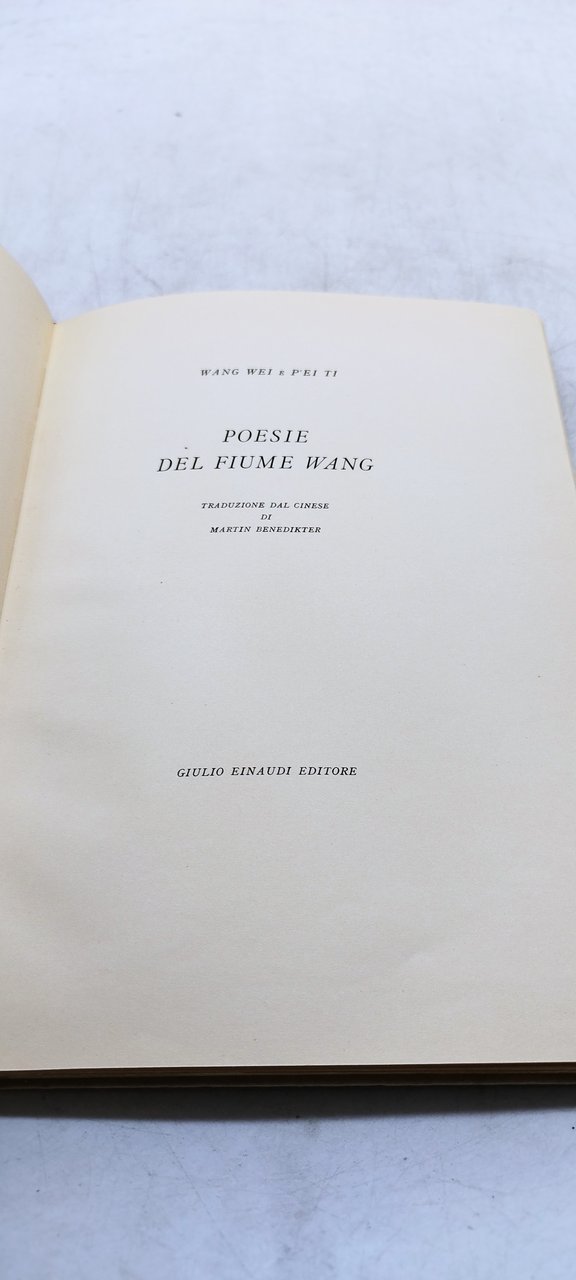 WANG WEI E P'EI TI
POESIE
DEL FIUME WANG
TRADUZIONE DAL CINESE
DI
MARTIN BENEDIKTER
GIULIO EINAUDI EDITORE